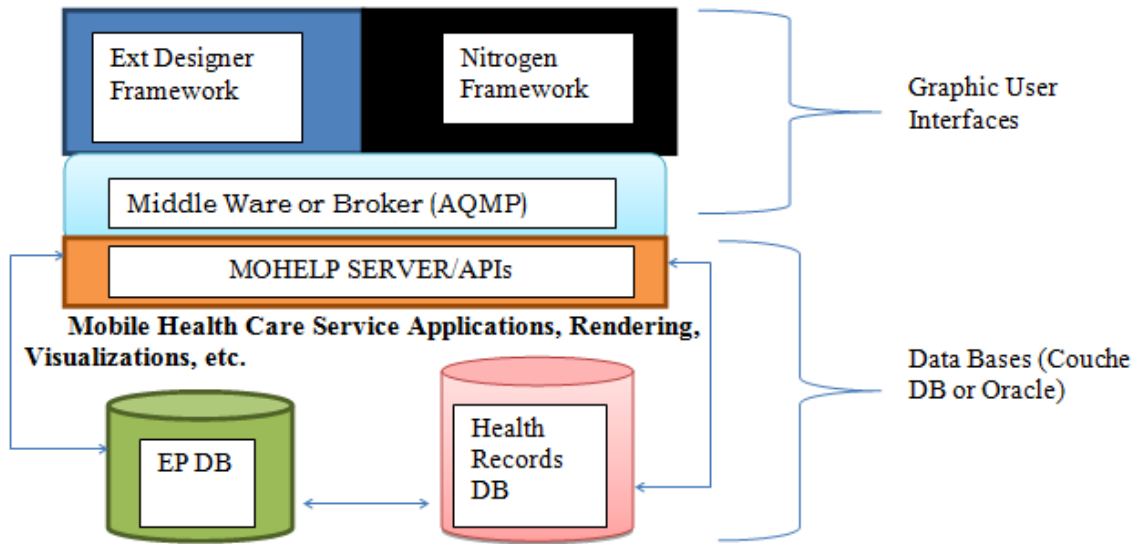 Ext Designer
Framework
Nitrogen
Framework
Graphic User
Interfaces
Middle Ware or Broker (AQMP)
MOHELP SERVER/APIs
Mobile Health Care Service Applications, Rendering,
Visualizations, etc.
Data Bases (Couche
DB or Oracle)
EP DB
Health
Records
DB